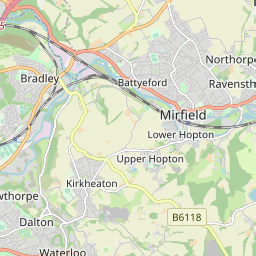 Northorpe
Bradley
Battyeford
Ravensth
Mirfield
Lower Hopton
Upper Hopton
Kirkheaton
wthorpe
B6118
Dalton
Waterloo